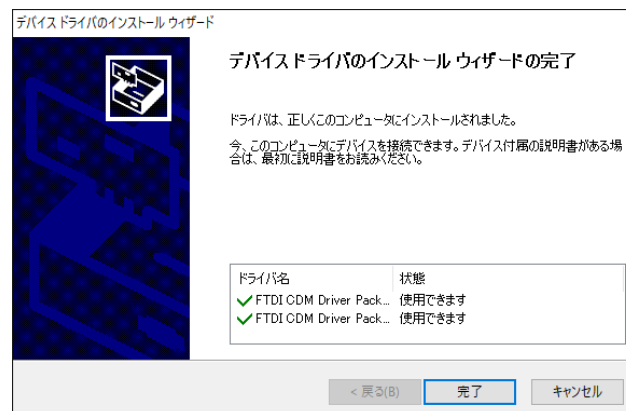 デバイス ドライバのインストール ウィザード
デバイス ドライバのインストール ウィザードの完了
ドライバは、正しくこのコンピュータにインストールされました。
今、このコンピュータにデバイスを接続できます。デバイス付属の説明書がある場
合は、最初に説明書をお読みください。
ドライバ名 状態
FTDI CDM Driver Pack... 使用できます
FTDI CDM Driver Pack... 使用できます
< 戻る(B) 完了 キャンセル